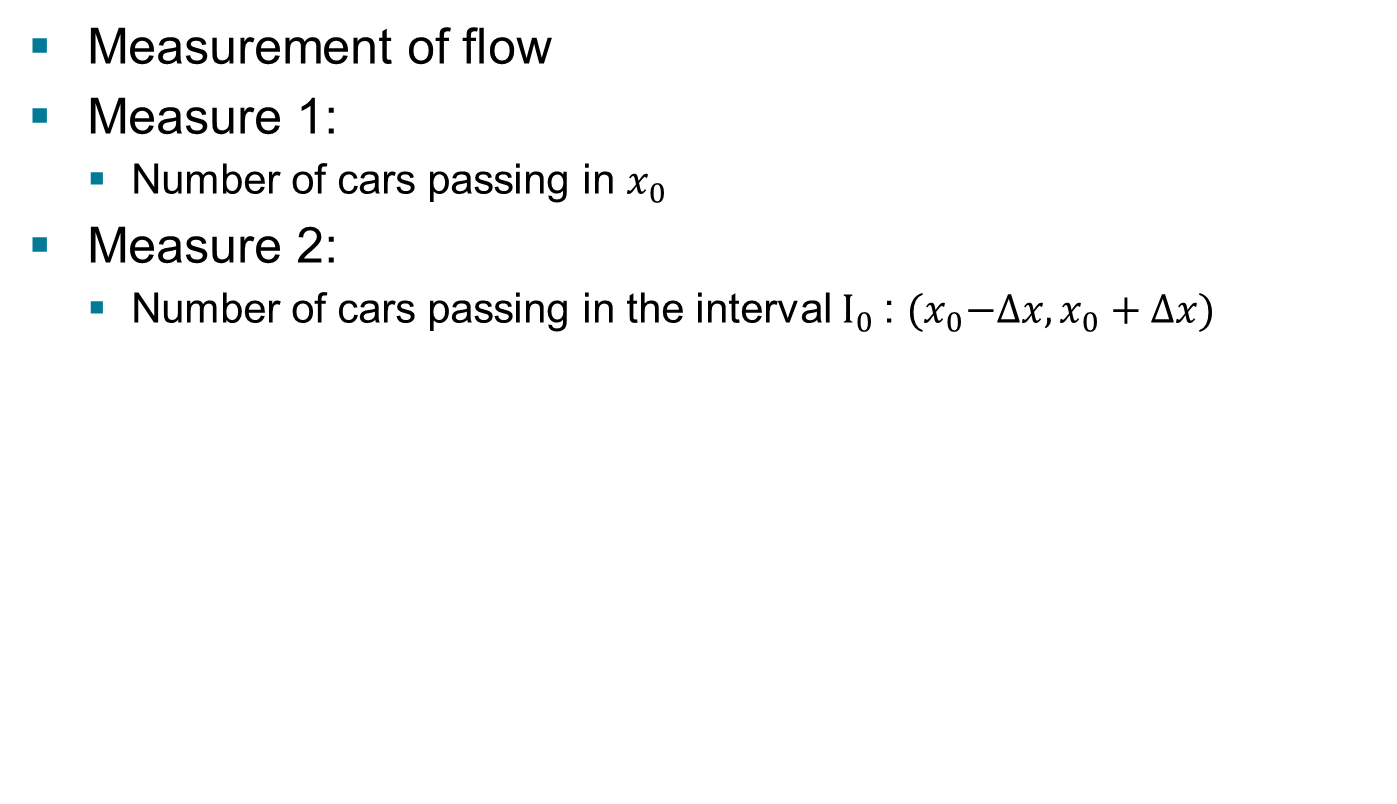 ▪ Measurement of flow
▪ Measure 1:
▪ Number of cars passing in 𝑥₀
▪ Measure 2:
▪ Number of cars passing in the interval I₀ : (𝑥₀−Δ𝑥, 𝑥₀ + Δ𝑥)